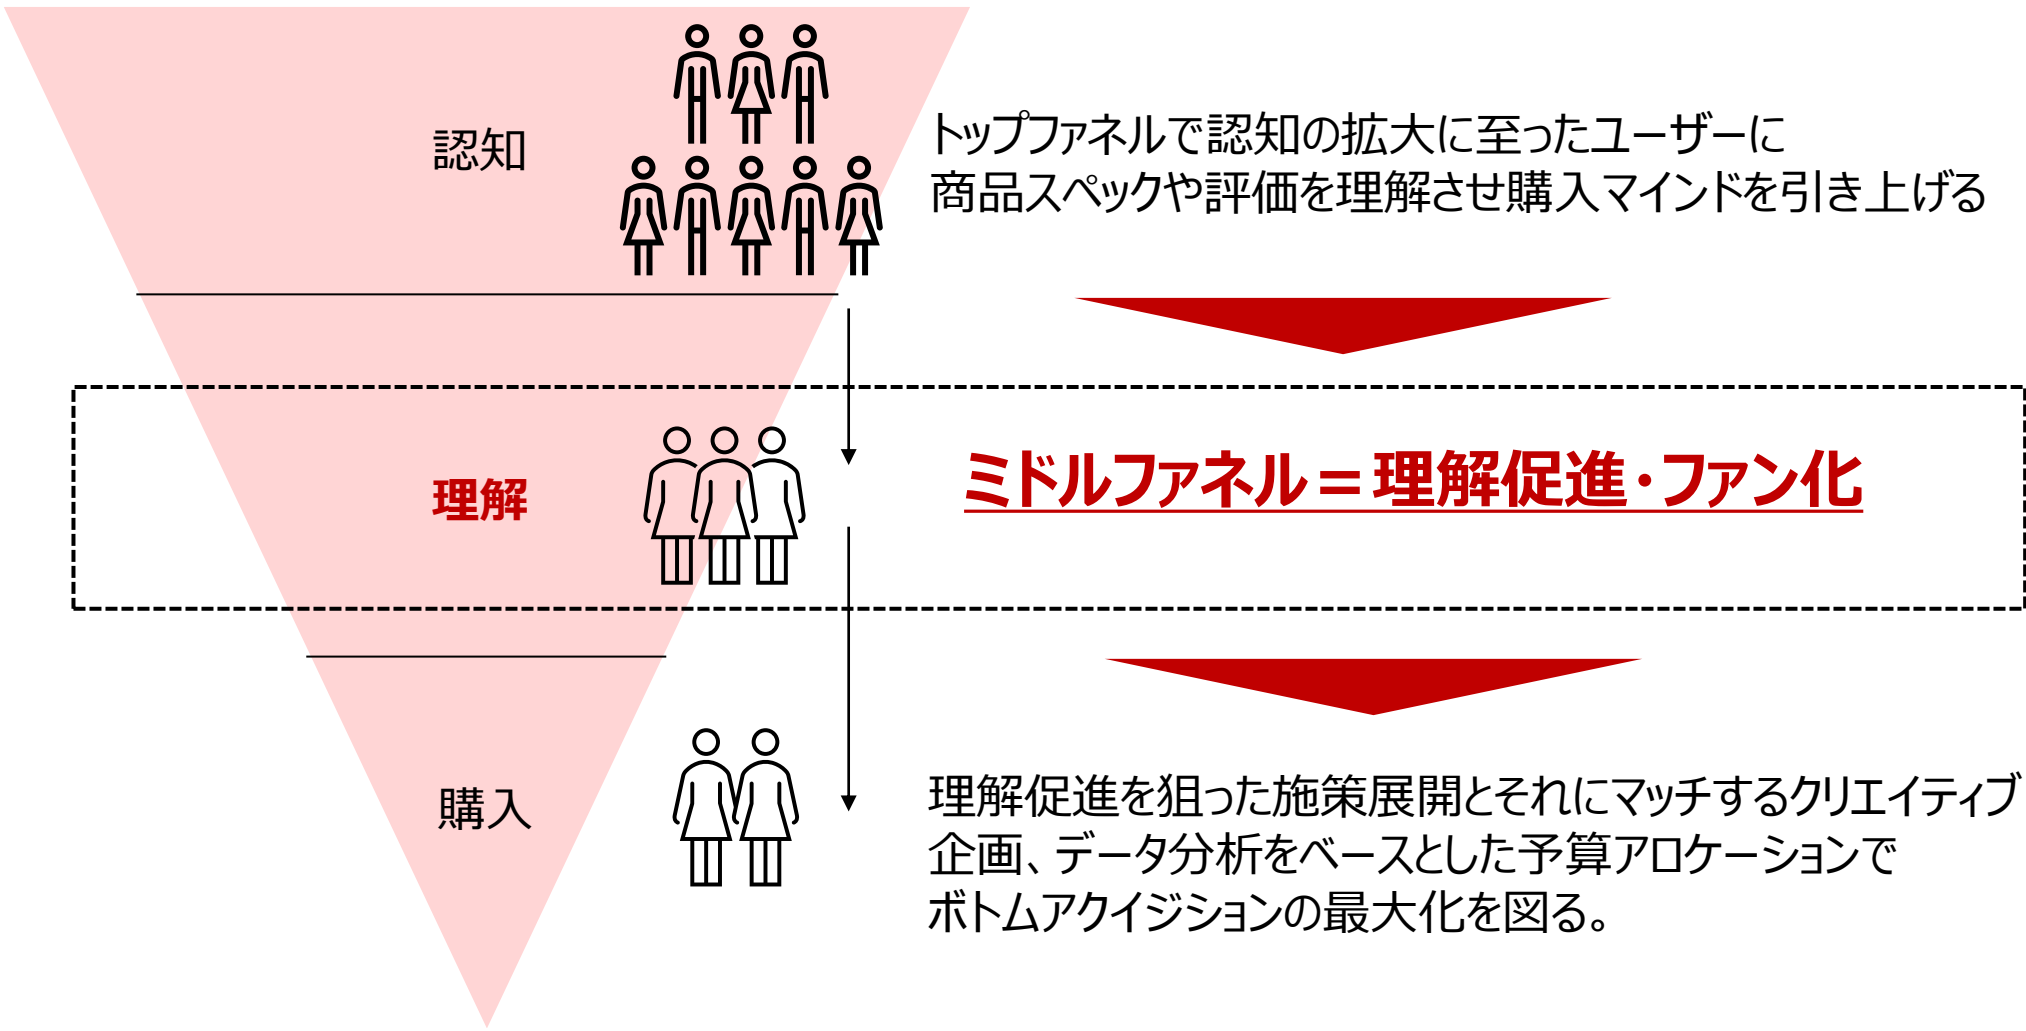 認知
トップファネルで認知の拡大に至ったユーザーに
商品スペックや評価を理解させ購入マインドを引き上げる
理解
ミドルファネル＝理解促進・ファン化
購入
理解促進を狙った施策展開とそれにマッチするクリエイティブ
企画、データ分析をベースとした予算アロケーションで
ボトムアクイジションの最大化を図る。